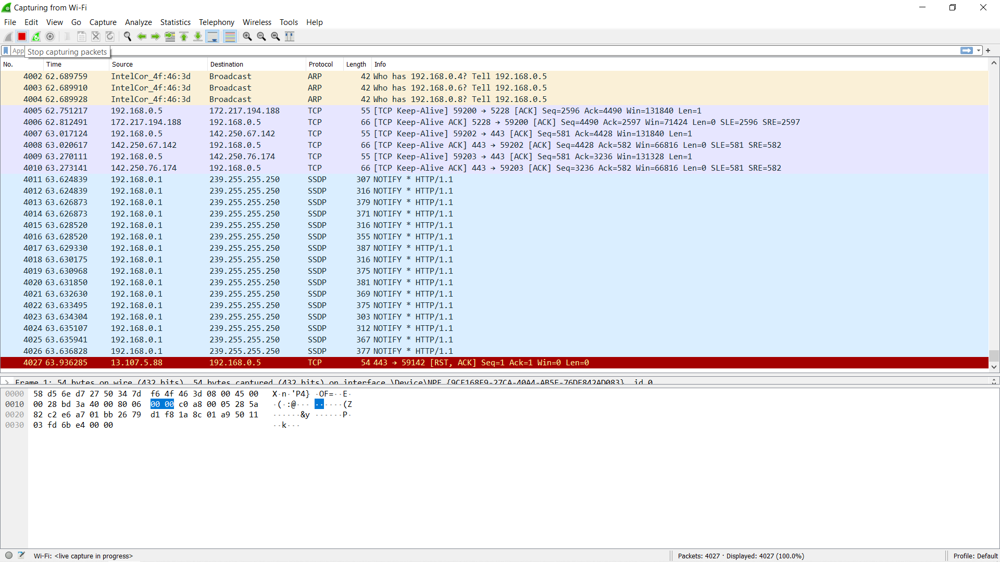 Capturing from Wi-Fi
File Edit View Go Capture Analyze Statistics Telephony Wireless Tools Help
App
Stop capturing packets
No. Time Source Destination Protocol Length Info
4002 62.689759 IntelCor_4f:46:3d Broadcast ARP 42 Who has 192.168.0.4? Tell 192.168.0.5
4003 62.689910 IntelCor_4f:46:3d Broadcast ARP 42 Who has 192.168.0.6? Tell 192.168.0.5
4004 62.689928 IntelCor_4f:46:3d Broadcast ARP 42 Who has 192.168.0.8? Tell 192.168.0.5
4005 62.751217 192.168.0.5 172.217.194.188 TCP 55 [TCP Keep-Alive] 59200 → 5228 [ACK] Seq=2596 Ack=4490 Win=131840 Len=1
4006 62.812491 172.217.194.188 192.168.0.5 TCP 66 [TCP Keep-Alive ACK] 5228 → 59200 [ACK] Seq=4490 Ack=2597 Win=71424 Len=0 SLE=2596 SRE=2597
4007 63.017124 192.168.0.5 142.250.67.142 TCP 55 [TCP Keep-Alive] 59202 → 443 [ACK] Seq=581 Ack=4428 Win=131840 Len=1
4008 63.020617 142.250.67.142 192.168.0.5 TCP 66 [TCP Keep-Alive ACK] 443 → 59202 [ACK] Seq=4428 Ack=582 Win=66816 Len=0 SLE=581 SRE=582
4009 63.270111 192.168.0.5 142.250.76.174 TCP 55 [TCP Keep-Alive] 59203 → 443 [ACK] Seq=581 Ack=3236 Win=131328 Len=1
4010 63.273141 142.250.76.174 192.168.0.5 TCP 66 [TCP Keep-Alive ACK] 443 → 59203 [ACK] Seq=3236 Ack=582 Win=66816 Len=0 SLE=581 SRE=582
4011 63.624839 192.168.0.1 239.255.255.250 SSDP 307 NOTIFY * HTTP/1.1
4012 63.624839 192.168.0.1 239.255.255.250 SSDP 316 NOTIFY * HTTP/1.1
4013 63.626873 192.168.0.1 239.255.255.250 SSDP 379 NOTIFY * HTTP/1.1
4014 63.626873 192.168.0.1 239.255.255.250 SSDP 371 NOTIFY * HTTP/1.1
4015 63.628520 192.168.0.1 239.255.255.250 SSDP 316 NOTIFY * HTTP/1.1
4016 63.628520 192.168.0.1 239.255.255.250 SSDP 355 NOTIFY * HTTP/1.1
4017 63.629330 192.168.0.1 239.255.255.250 SSDP 387 NOTIFY * HTTP/1.1
4018 63.630175 192.168.0.1 239.255.255.250 SSDP 316 NOTIFY * HTTP/1.1
4019 63.630968 192.168.0.1 239.255.255.250 SSDP 375 NOTIFY * HTTP/1.1
4020 63.631850 192.168.0.1 239.255.255.250 SSDP 381 NOTIFY * HTTP/1.1
4021 63.632630 192.168.0.1 239.255.255.250 SSDP 369 NOTIFY * HTTP/1.1
4022 63.633495 192.168.0.1 239.255.255.250 SSDP 375 NOTIFY * HTTP/1.1
4023 63.634304 192.168.0.1 239.255.255.250 SSDP 303 NOTIFY * HTTP/1.1
4024 63.635107 192.168.0.1 239.255.255.250 SSDP 312 NOTIFY * HTTP/1.1
4025 63.635941 192.168.0.1 239.255.255.250 SSDP 367 NOTIFY * HTTP/1.1
4026 63.636828 192.168.0.1 239.255.255.250 SSDP 377 NOTIFY * HTTP/1.1
4027 63.936285 13.107.5.88 192.168.0.5 TCP 54 443 → 59142 [RST, ACK] Seq=1 Ack=1 Win=0 Len=0
Frame 1: 54 bytes on wire (432 bits), 54 bytes captured (432 bits) on interface \Device\NPF_{9CF168F9-27CA-40A4-AB5F-76DF842AD083}, id 0
0000 58 d5 6e d7 27 50 34 7d f6 4f 46 3d 08 00 45 00 X·n·'P4} ·OF=··E·
0010 00 28 bd 3a 40 00 80 06 00 00 c0 a8 00 05 28 5a ·(·:@··· ······(Z
0020 82 c2 e6 a7 01 bb 26 79 d1 f8 1a 8c 01 a9 50 11 ······&y ······P·
0030 03 fd 6b e4 00 00 ··k···
Wi-Fi: <live capture in progress> Packets: 4027 · Displayed: 4027 (100.0%) Profile: Default